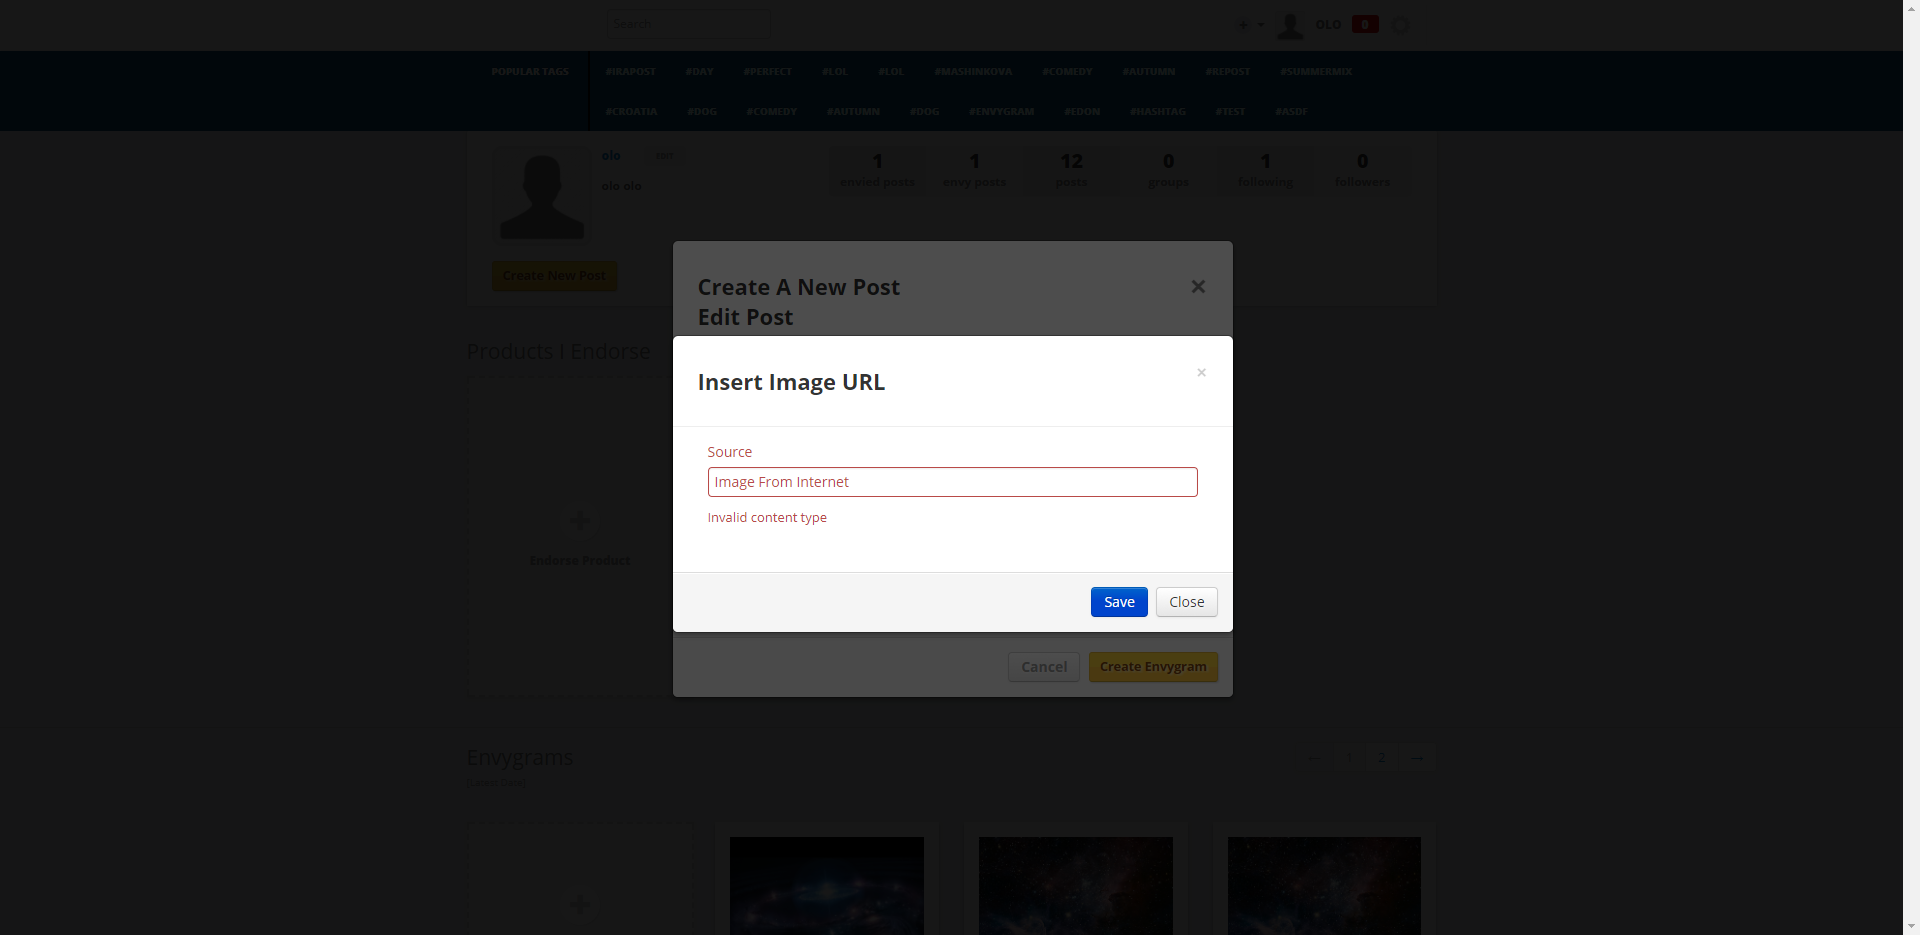 Search
OLO 0
#POPULAR TAGS #IRAPOST #DAY #PERFECT #LOL #LOL #MASHINKOVA #COMEDY #AUTUMN #REPOST #SUMMERMIX
#CROATIA #DOG #COMEDY #AUTUMN #DOG #ENVYGRAM #EDON #HASHTAG #TEST #ASDF
olo
olo olo
1 1 12 0 1 0
envied posts envy posts posts groups following followers
Create New Post
Create A New Post
×
Edit Post
Products I Endorse
Insert Image URL
×
Source
Image From Internet
Invalid content type
Endorse Product
Save Close
Cancel Create Envygram
Envygrams
← 1 2 →